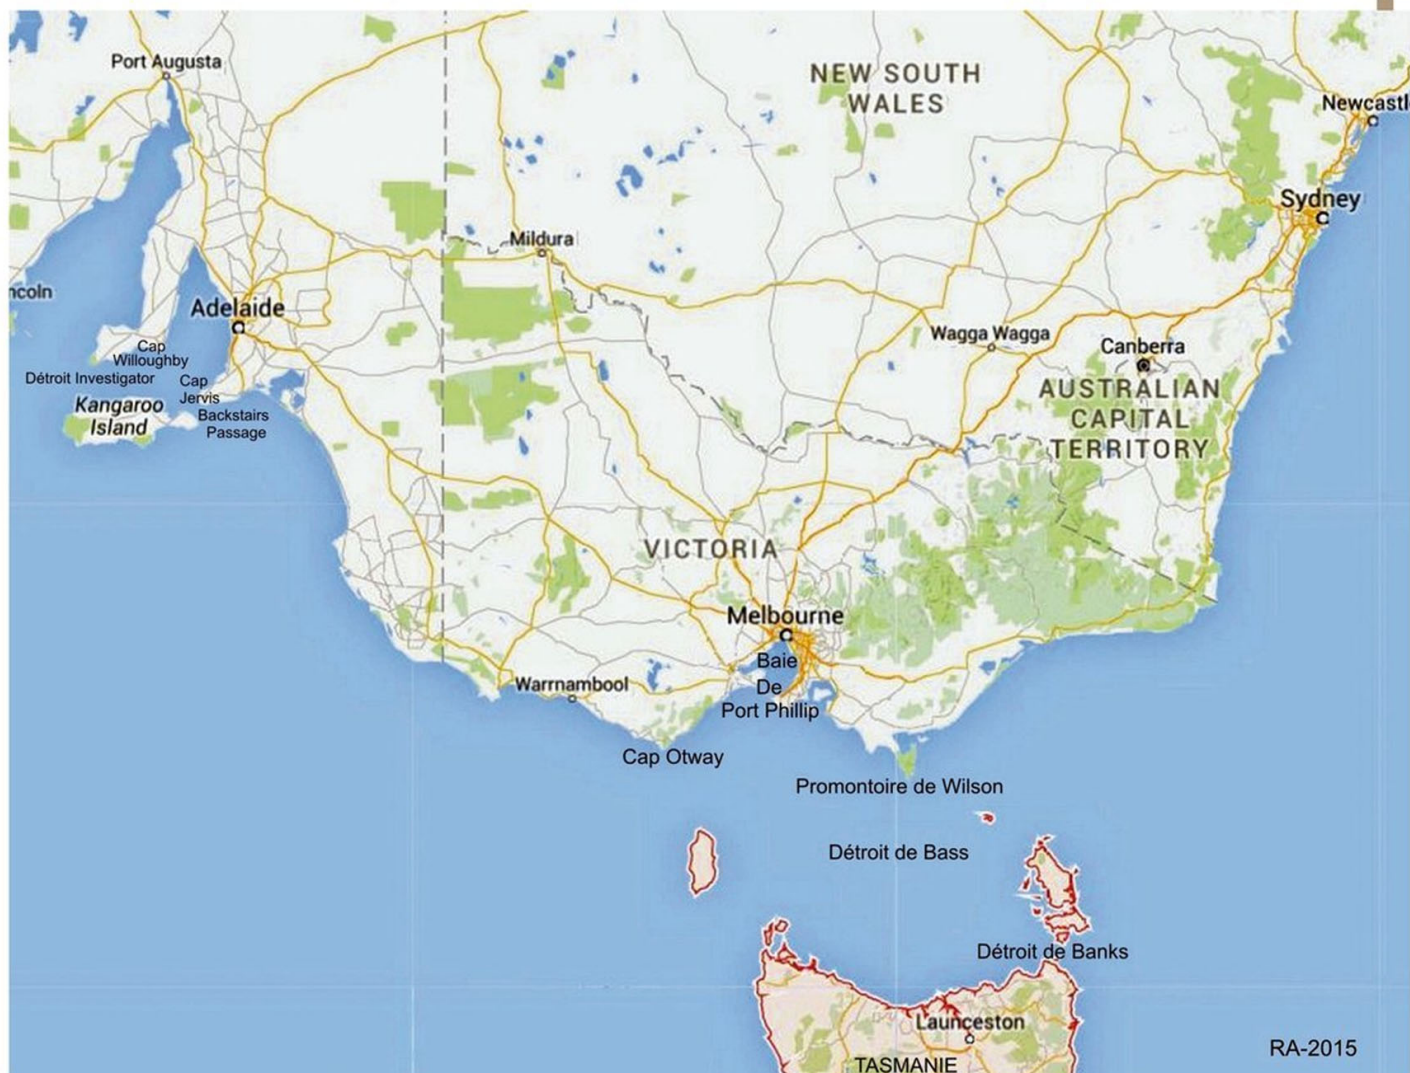 Port Augusta
NEW SOUTH
WALES
Newcastl
Sydney
Mildura
ncoln
Adelaide
Wagga Wagga
Canberra
Cap
Willoughby
Détroit Investigator
Cap
Jervis
AUSTRALIAN
CAPITAL
TERRITORY
Kangaroo
Island
Backstairs
Passage
VICTORIA
Melbourne
Baie
De
Port Phillip
Warrnambool
Cap Otway
Promontoire de Wilson
Détroit de Bass
Détroit de Banks
Launceston
RA-2015
TASMANIE